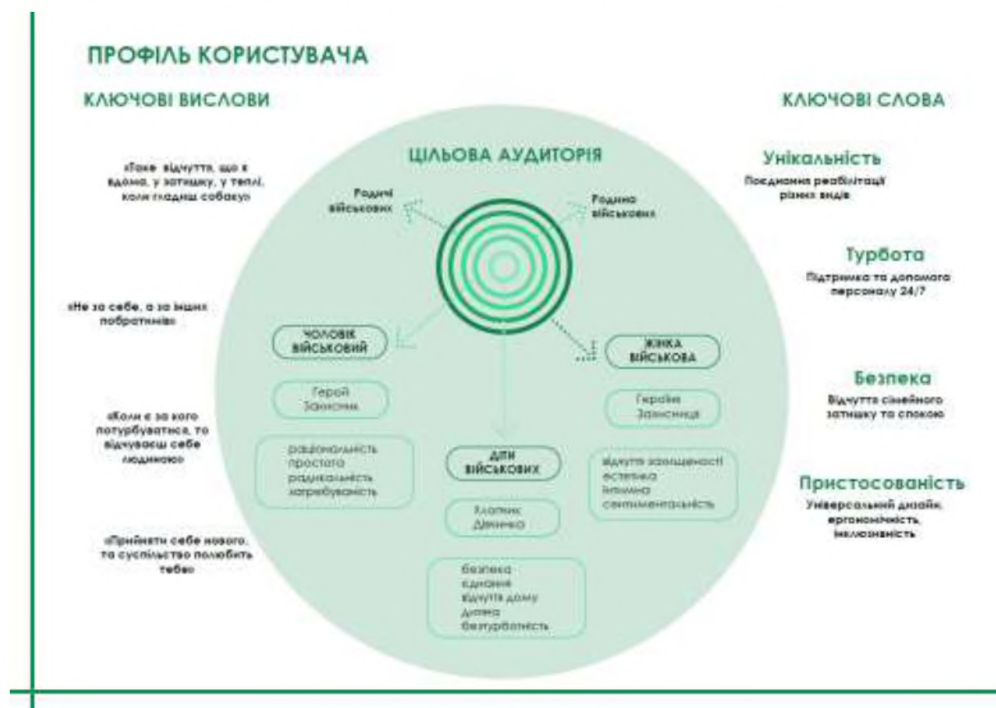 ПРОФІЛЬ КОРИСТУВАЧА
КЛЮЧОВІ ВИСЛОВИ
«Таке відчуття, що я
вдома, у затишку, у теплі,
коли гладиш собаку»
«Не за себе, а за інших
побратимів»
«Коли є за кого
потурбуватися, то
відчуваєш себе
людиною»
«Прийняти себе нового,
та суспільство полюбить
тебе»
ЦІЛЬОВА АУДИТОРІЯ
Родичі
військових
Родина
військових
ЧОЛОВІК
ВІЙСЬКОВИЙ
Герой
Захисник
раціональність
простота
радикальність
затребуваність
ДІТИ
ВІЙСЬКОВИХ
Хлопчик
Дівчинка
безпека
єднання
відчуття дому
дитяча
безтурботність
ЖІНКА
ВІЙСЬКОВА
Героїня
Захисниця
відчуття захищеності
естетика
інтимна
сентиментальність
КЛЮЧОВІ СЛОВА
Унікальність
Поєднання реабілітації
різних видів
Турбота
Підтримка та допомога
персоналу 24/7
Безпека
Відчуття сімейного
затишку та спокою
Пристосованість
Універсальний дизайн,
ергономічність,
інклюзивність